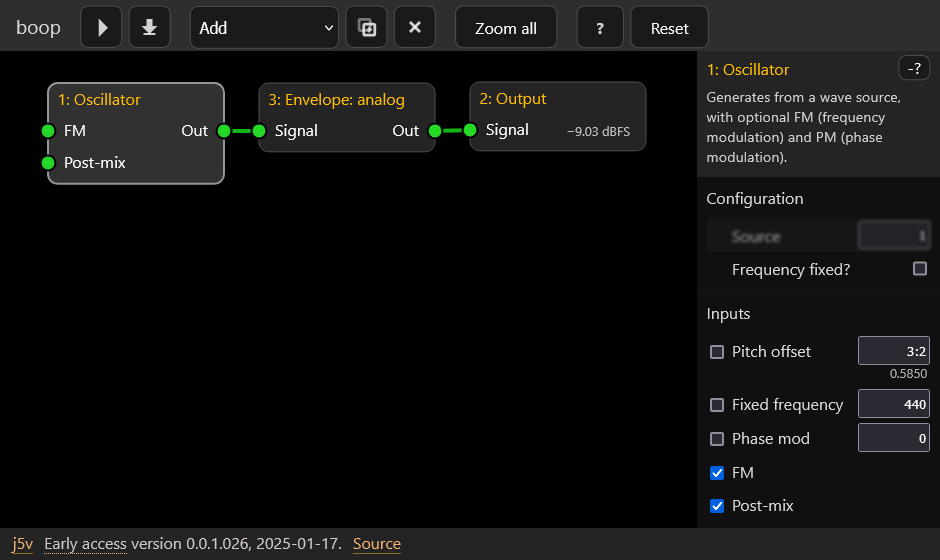 boop
Add
Zoom all
?
Reset
1: Oscillator
FM
Out
Post-mix
3: Envelope: analog
Signal
Out
2: Output
Signal
−9.03 dBFS
1: Oscillator
-?
Generates from a wave source,
with optional FM (frequency
modulation) and PM (phase
modulation).
Configuration
Source 1
Frequency fixed?
Inputs
Pitch offset 3:2
0.5850
Fixed frequency 440
Phase mod 0
FM
Post-mix
j5v Early access version 0.0.1.026, 2025-01-17. Source